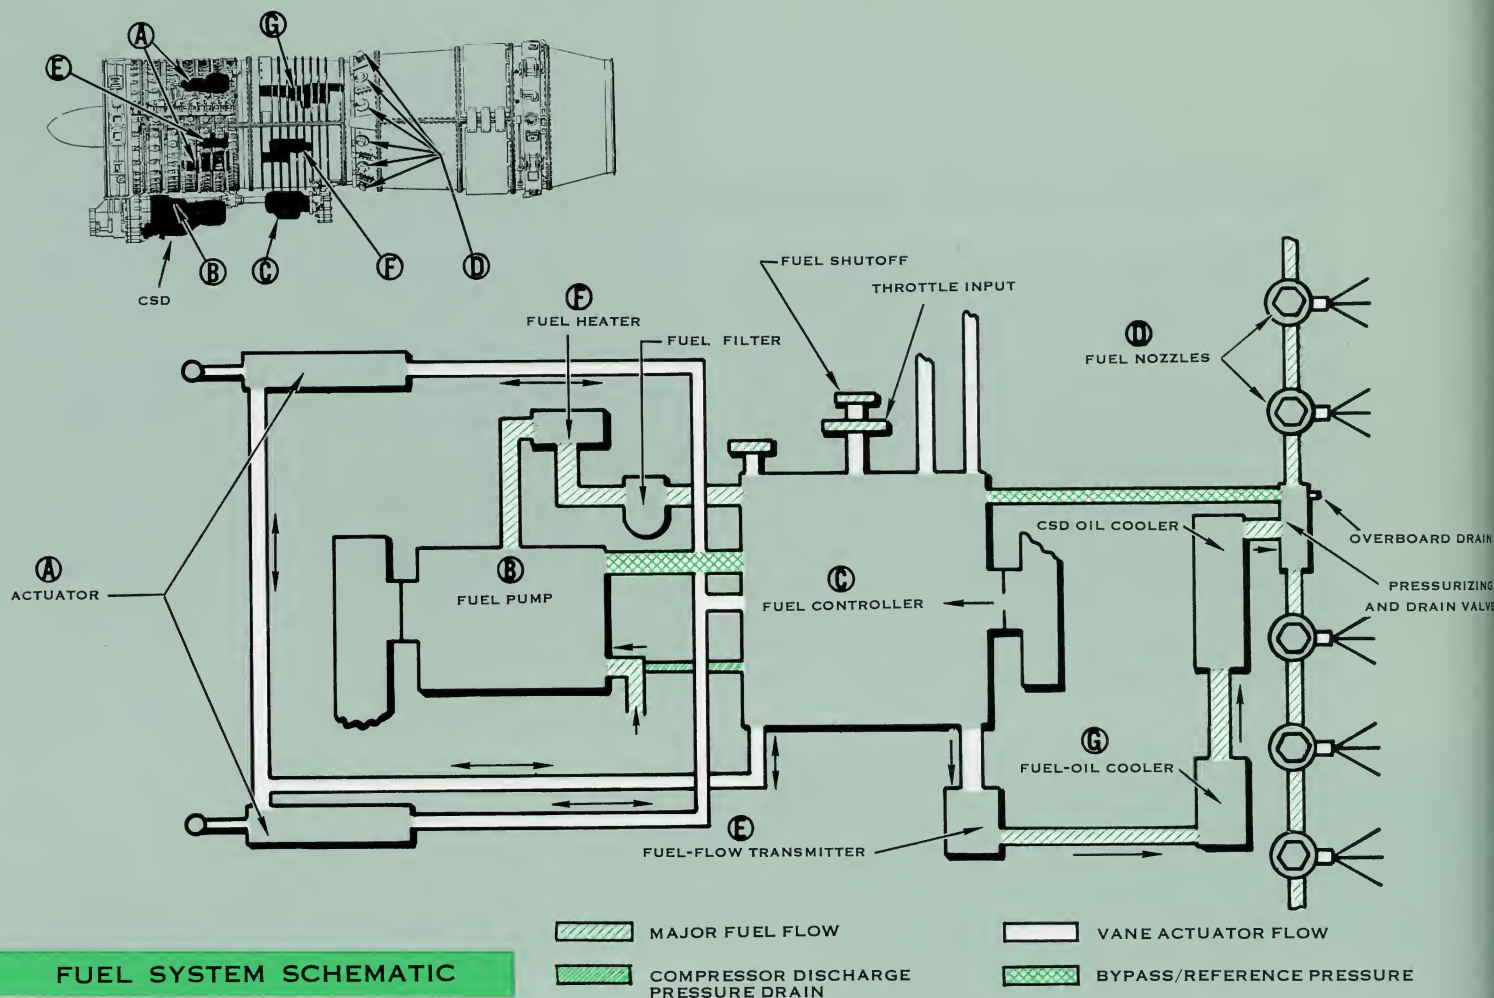 G
A
E
B
C
F
D
CSD
FUEL SHUTOFF
THROTTLE INPUT
F
FUEL HEATER
FUEL FILTER
D
FUEL NOZZLES
CSD OIL COOLER
OVERBOARD DRAIN
A
ACTUATOR
B
FUEL PUMP
C
FUEL CONTROLLER
PRESSURIZING
AND DRAIN VALVE
G
FUEL-OIL COOLER
E
FUEL-FLOW TRANSMITTER
MAJOR FUEL FLOW
VANE ACTUATOR FLOW
FUEL SYSTEM SCHEMATIC
COMPRESSOR DISCHARGE
PRESSURE DRAIN
BYPASS/REFERENCE PRESSURE